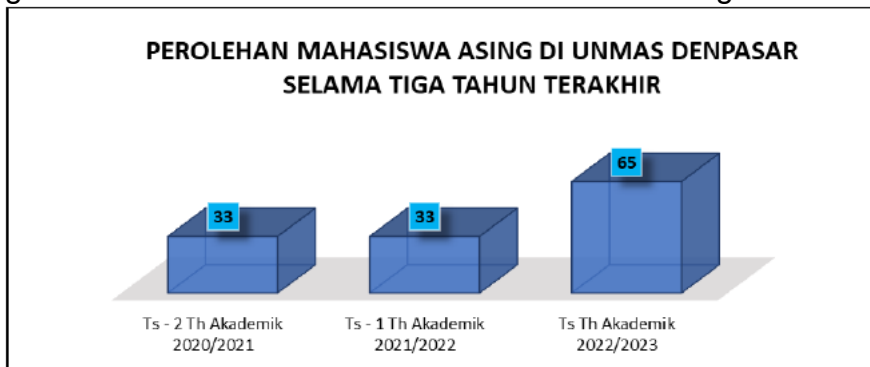 PEROLEHAN MAHASISWA ASING DI UNMAS DENPASAR
SELAMA TIGA TAHUN TERAKHIR
33
33
65
Ts - 2 Th Akademik
2020/2021
Ts - 1 Th Akademik
2021/2022
Ts Th Akademik
2022/2023